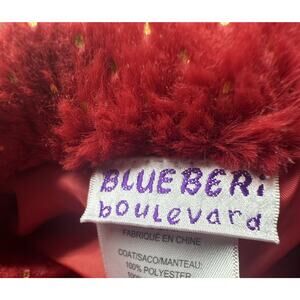 BLUEBERi
boulevard
FABRIQUÉ EN CHINE
COAT/SACO/MANTEAU:
100% POLYESTER